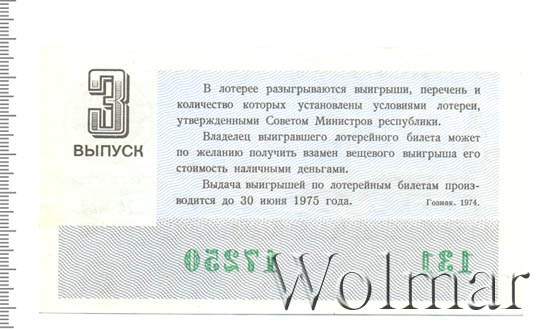 3
ВЫПУСК
В лотерее разыгрываются выигрыши, перечень и
количество которых установлены условиями лотереи,
утвержденными Советом Министров республики.
Владелец выигравшего лотерейного билета может
по желанию получить взамен вещевого выигрыша его
стоимость наличными деньгами.
Выдача выигрышей по лотерейным билетам произ-
водится до 30 июня 1975 года.
Гознак. 1974.
131
Wolmar